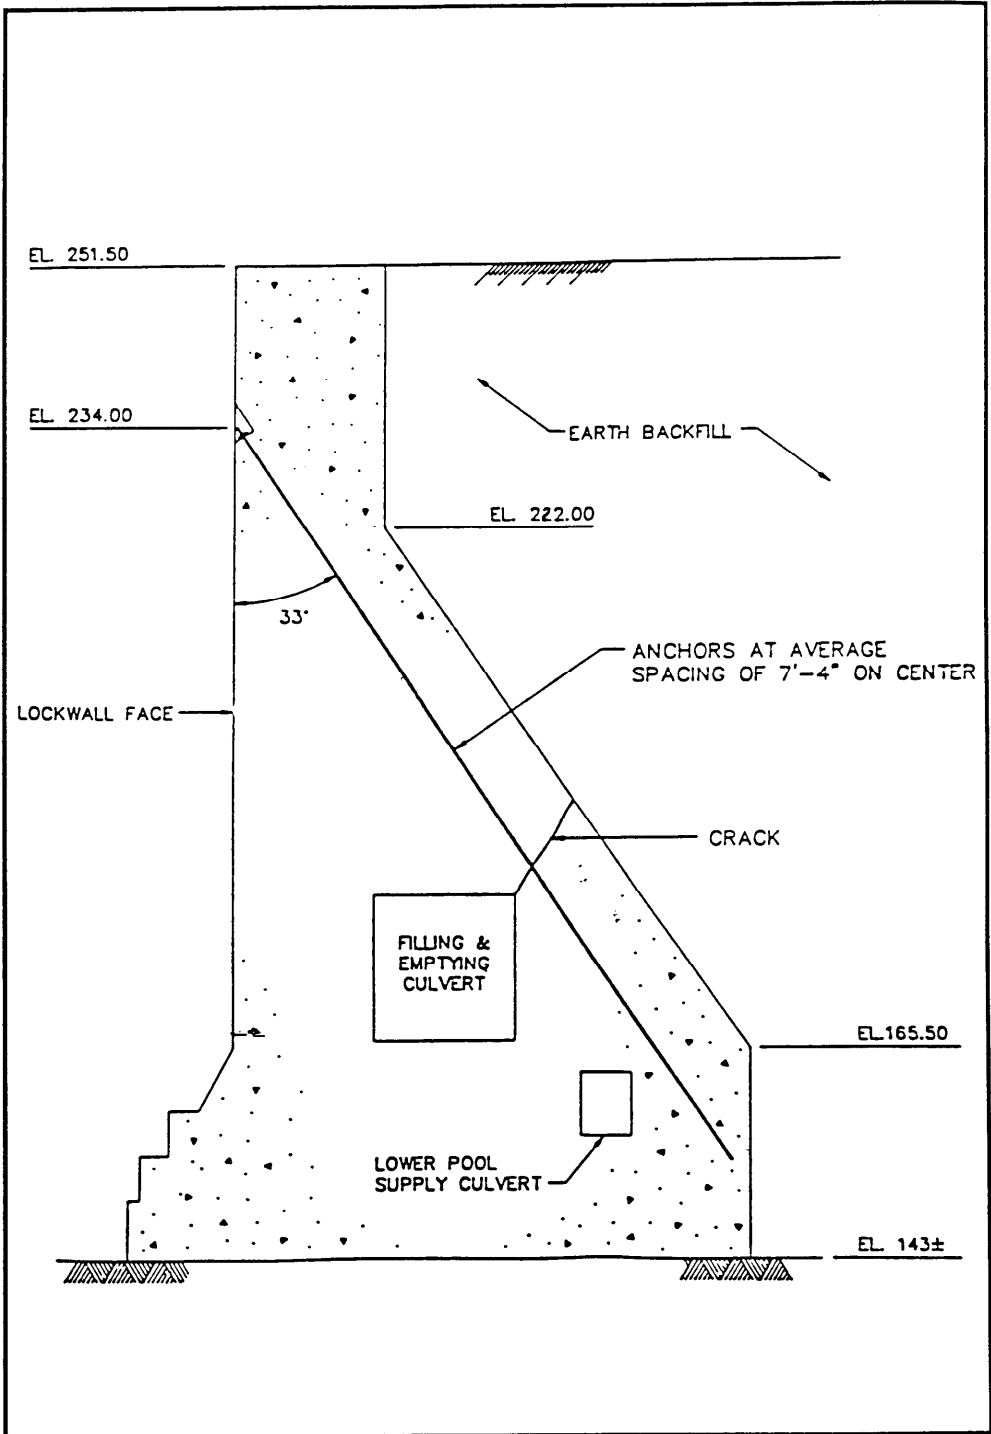 EL. 251.50
EL. 234.00
EARTH BACKFILL
EL. 222.00
33°
ANCHORS AT AVERAGE
SPACING OF 7'-4" ON CENTER
LOCKWALL FACE
CRACK
FILLING &
EMPTYING
CULVERT
EL.165.50
LOWER POOL
SUPPLY CULVERT
EL. 143±